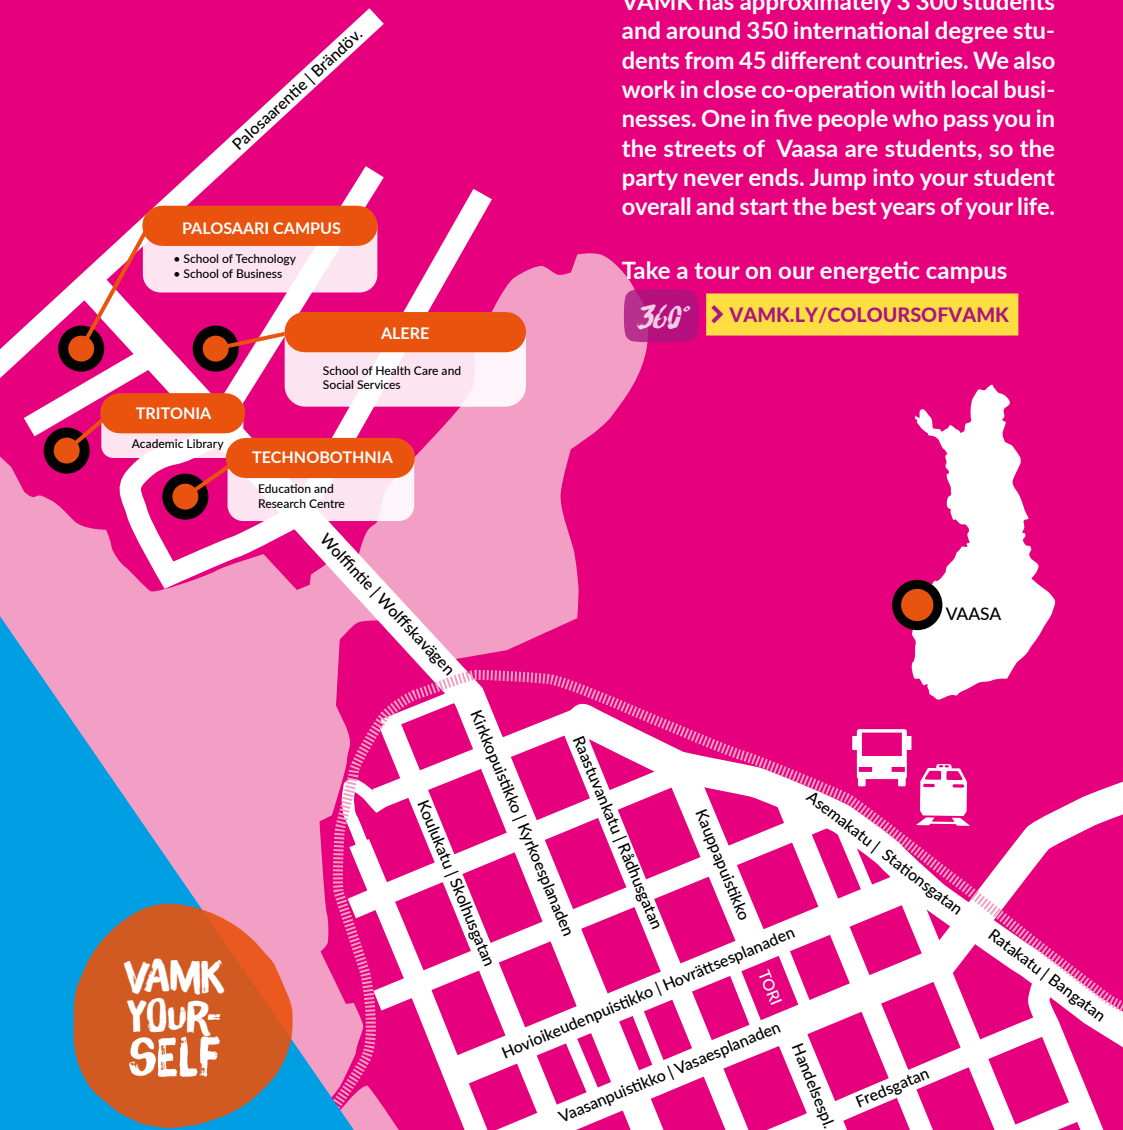 VAMK has approximately 3 300 students
and around 350 international degree stu-
dents from 45 different countries. We also
work in close co-operation with local busi-
nesses. One in five people who pass you in
the streets of Vaasa are students, so the
party never ends. Jump into your student
overall and start the best years of your life.
Take a tour on our energetic campus
360°
VAMK.LY/COLOURSOFVAMK
Palosaarentie | Brändöv.
PALOSAARI CAMPUS
• School of Technology
• School of Business
ALERE
School of Health Care and
Social Services
TRITONIA
Academic Library
TECHNOBOTHNIA
Education and
Research Centre
Wolffintie | Wolffskavägen
VAASA
Kirkkopuistikko | Kyrkoesplanaden
Raastuvankatu | Rådhusgatan
Koulukatu | Skolhusgatan
Kauppapuistikko
Asemakatu | Stationsgatan
Ratakatu | Bangatan
Hovioikeudenpuistikko | Hovrättsesplanaden
TORI
Vaasanpuistikko | Vasaesplanaden
Handelsespl.
Fredsgatan
VAMK
YOUR-
SELF